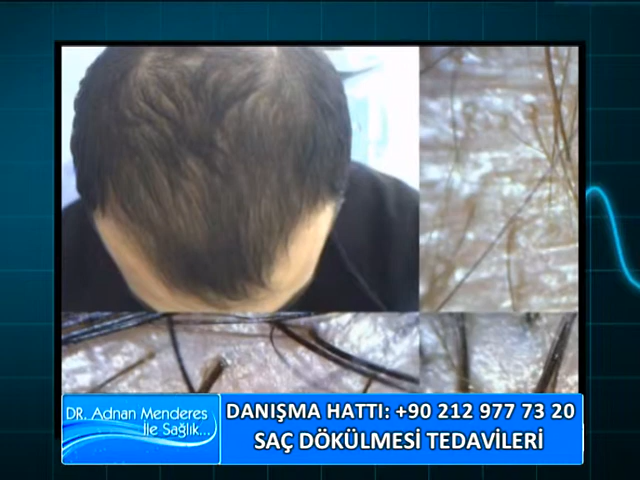 DR. Adnan Menderes
İle Sağlık...
DANIŞMA HATTI: +90 212 977 73 20
SAÇ DÖKÜLMESİ TEDAVİLERİ